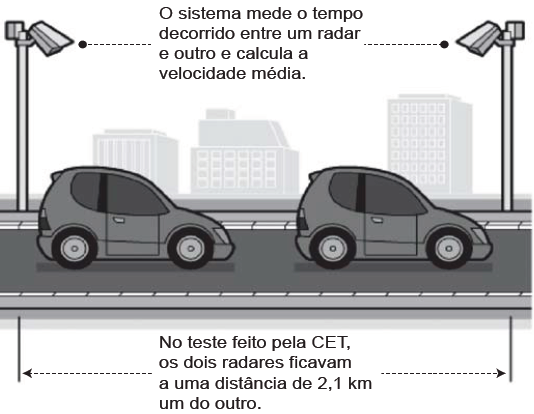 O sistema mede o tempo
decorrido entre um radar
e outro e calcula a
velocidade média.
No teste feito pela CET,
os dois radares ficavam
a uma distância de 2,1 km
um do outro.